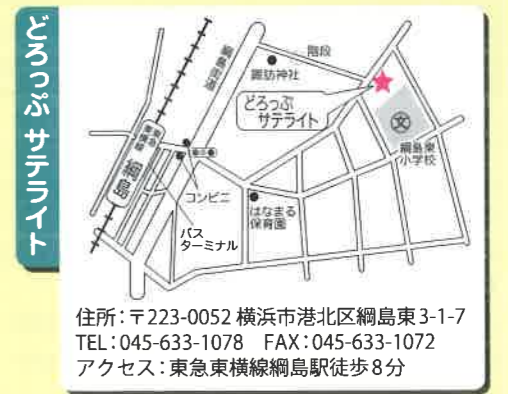 どろっぷ サテライト
階段
綱島街道
諏訪神社
どろっぷ
サテライト
文
綱島東
小学校
東急
東横線
綱島
コンビニ
はなまる
保育園
バス
ターミナル
住所：〒223-0052 横浜市港北区綱島東3-1-7
TEL：045-633-1078 FAX：045-633-1072
アクセス：東急東横線綱島駅徒歩8分